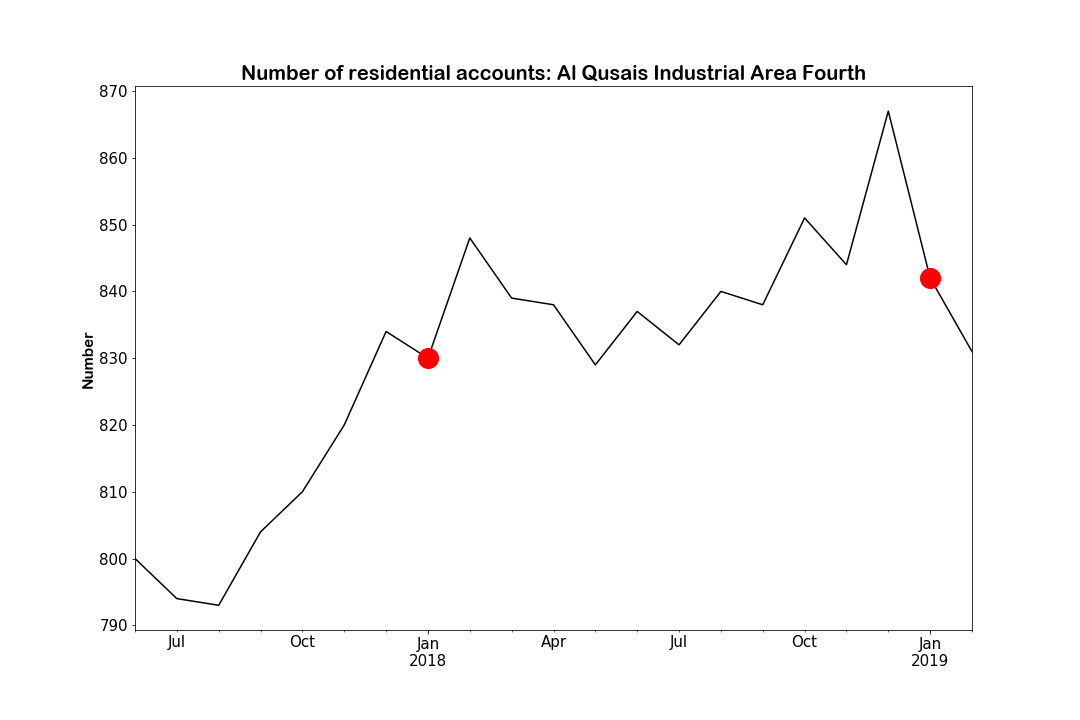 Number of residential accounts: Al Qusais Industrial Area Fourth
870
860
850
840
830
820
810
800
790
Number
Jul
Oct
Jan
2018
Apr
Jul
Oct
Jan
2019